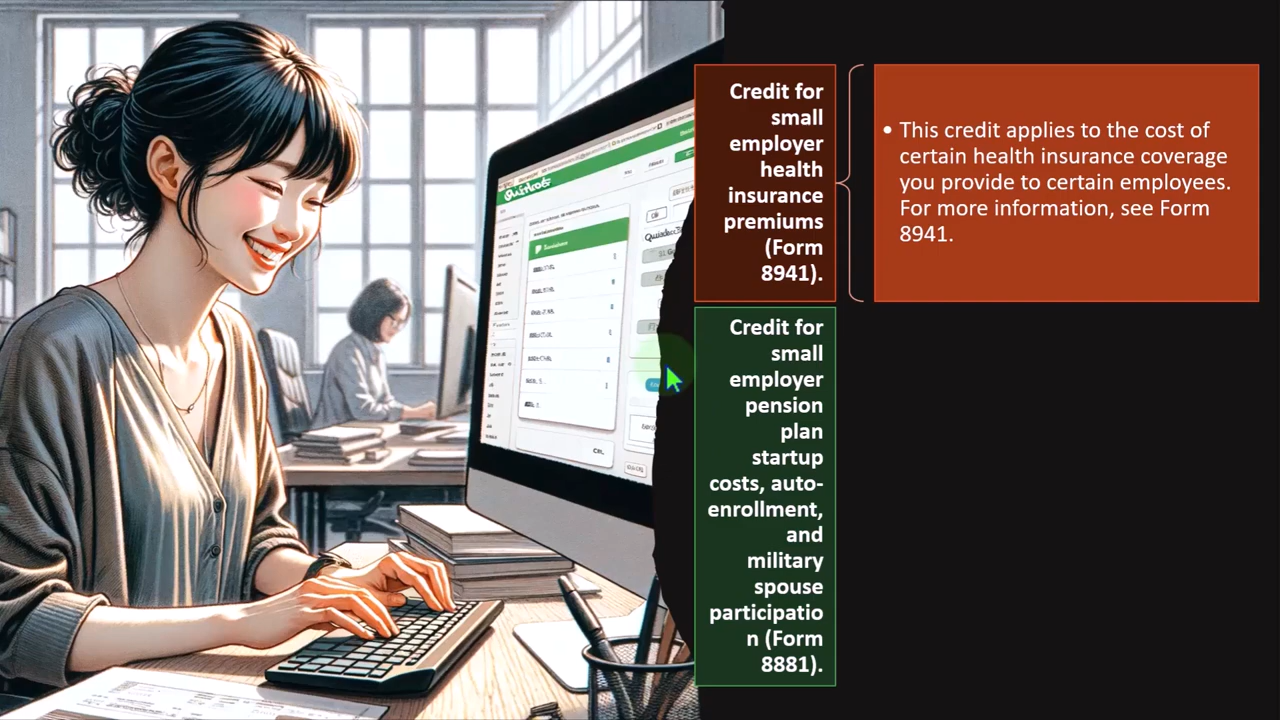 Credit for
small
employer
health
insurance
premiums
(Form
8941).
• This credit applies to the cost of
certain health insurance coverage
you provide to certain employees.
For more information, see Form
8941.
Credit for
small
employer
pension
plan
startup
costs, auto-
enrollment,
and
military
spouse
participatio
n (Form
8881).